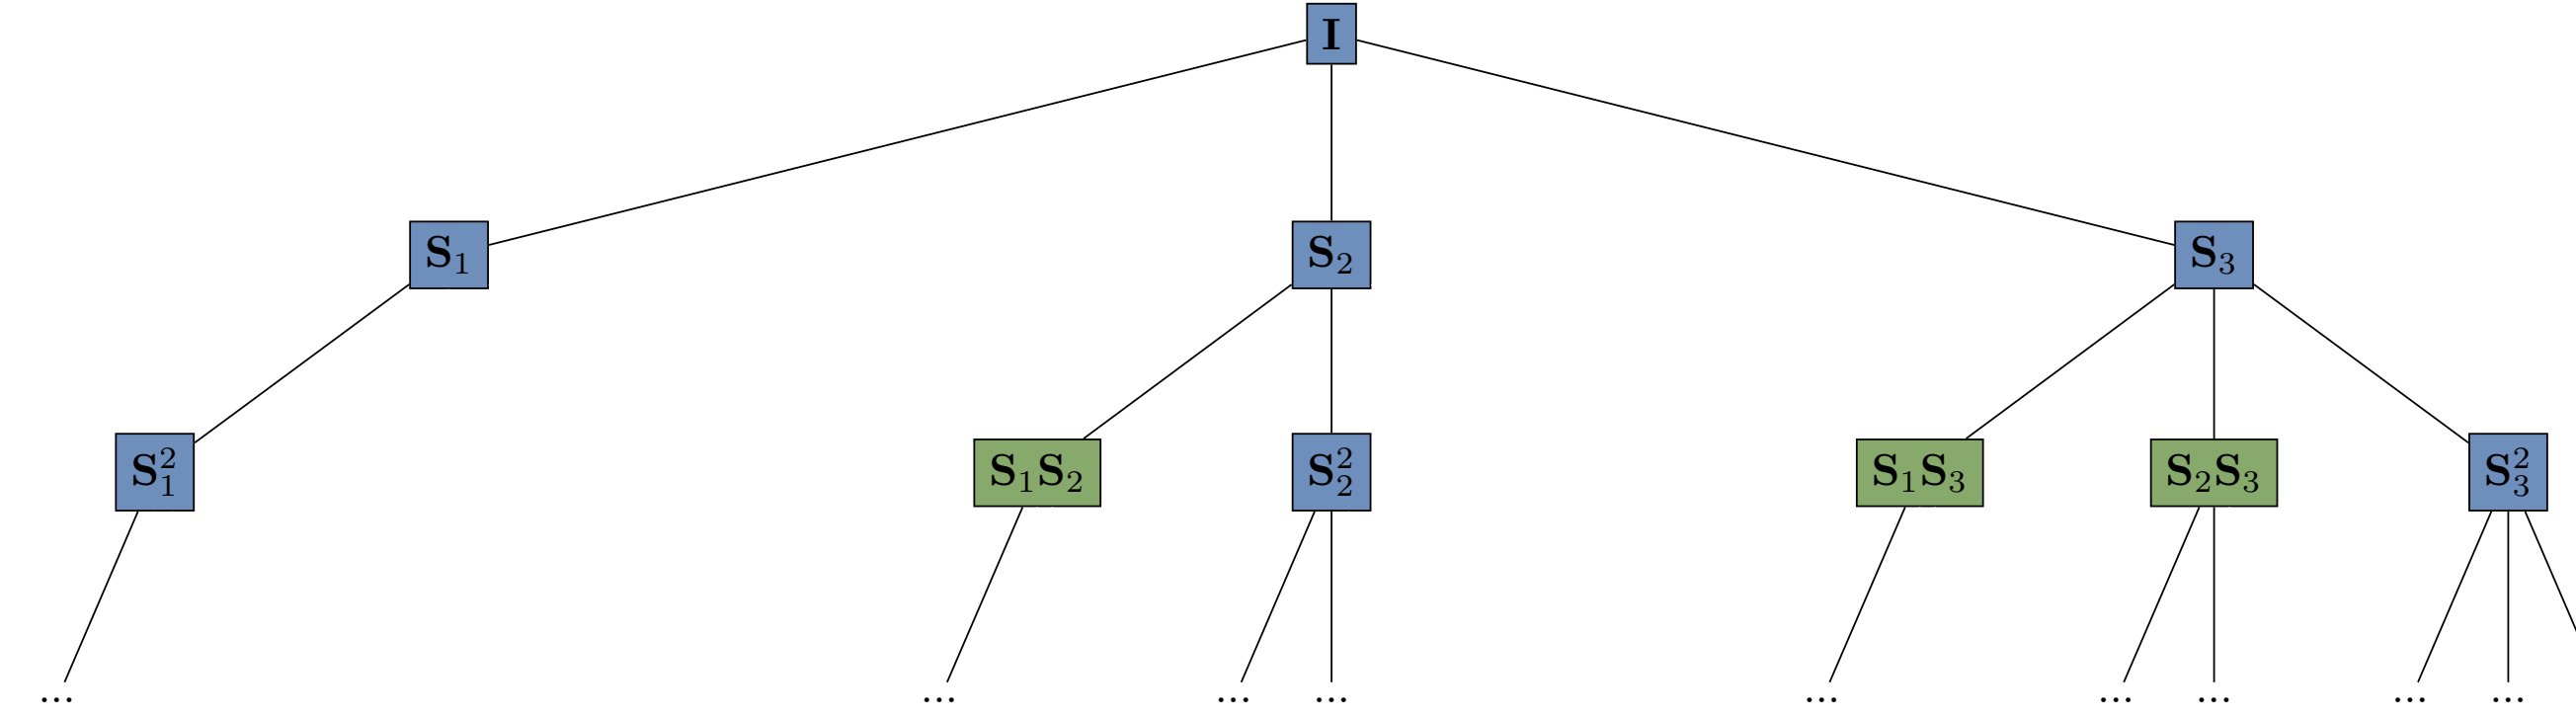 I
S₁ S₂ S₃
S₁² S₁S₂ S₂² S₁S₃ S₂S₃ S₃²
... ... ... ... ... ... ... ... ...